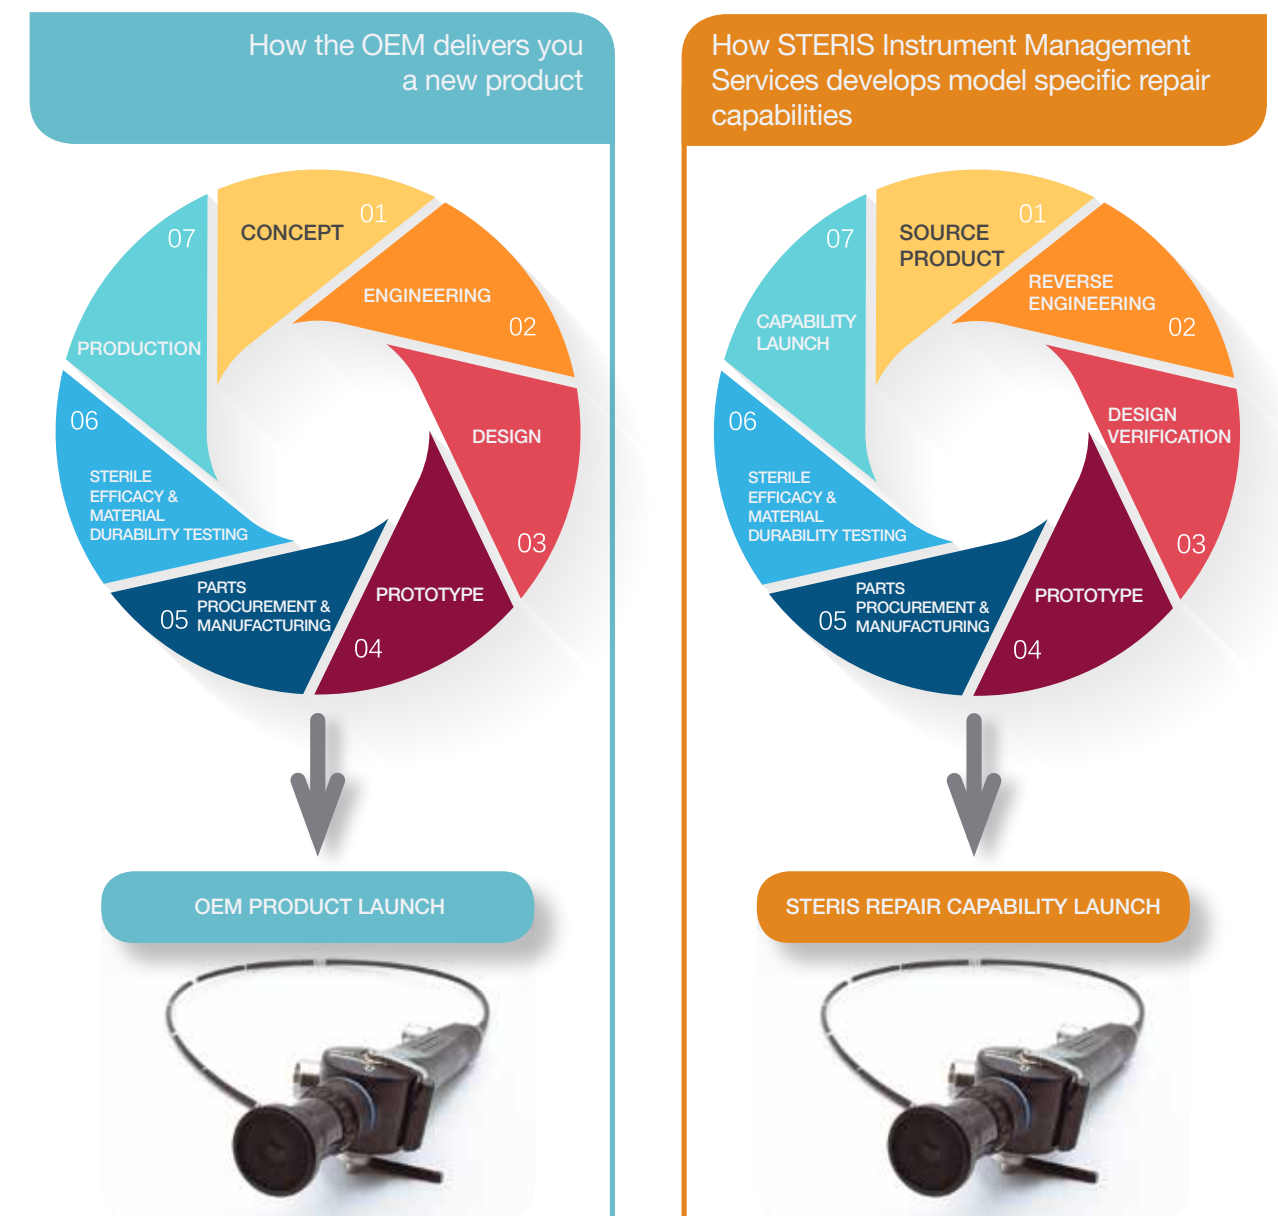 How the OEM delivers you
a new product
CONCEPT
01
ENGINEERING
02
DESIGN
03
PROTOTYPE
04
05
PARTS
PROCUREMENT &
MANUFACTURING
06
STERILE
EFFICACY &
MATERIAL
DURABILITY TESTING
07
PRODUCTION
OEM PRODUCT LAUNCH
How STERIS Instrument Management
Services develops model specific repair
capabilities
01
SOURCE
PRODUCT
REVERSE
ENGINEERING
02
DESIGN
VERIFICATION
03
PROTOTYPE
04
05
PARTS
PROCUREMENT &
MANUFACTURING
06
STERILE
EFFICACY &
MATERIAL
DURABILITY TESTING
07
CAPABILITY
LAUNCH
STERIS REPAIR CAPABILITY LAUNCH